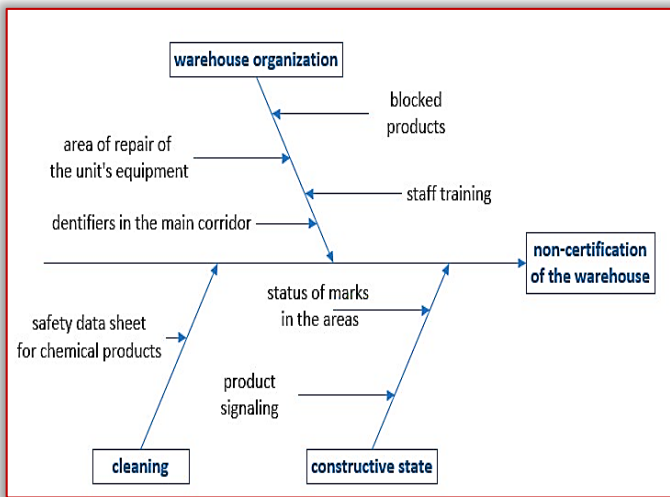 warehouse organization
blocked
products
area of repair of
the unit's equipment
staff training
dentifiers in the main corridor
non-certification
of the warehouse
status of marks
in the areas
safety data sheet
for chemical products
product
signaling
cleaning
constructive state